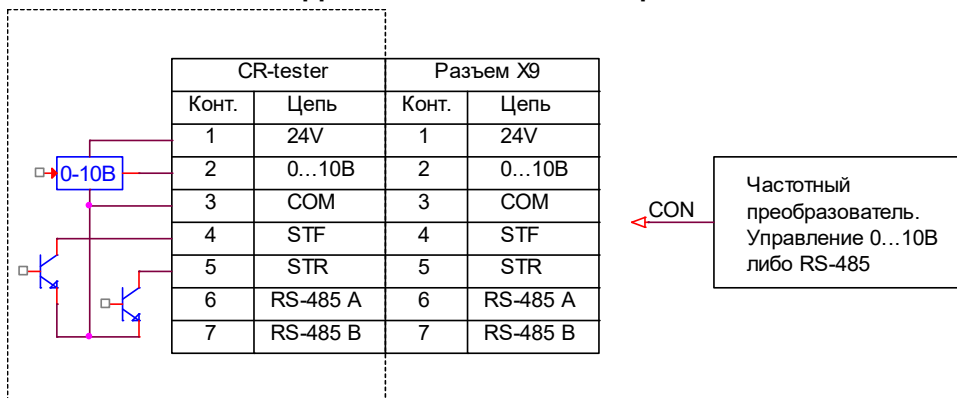 CR-tester Разъем X9
Конт. Цепь Конт. Цепь
1 24V 1 24V
0-10В 2 0...10В 2 0...10В
3 COM 3 COM
4 STF 4 STF
5 STR 5 STR
6 RS-485 A 6 RS-485 A
7 RS-485 B 7 RS-485 B
CON
Частотный
преобразователь.
Управление 0...10В
либо RS-485